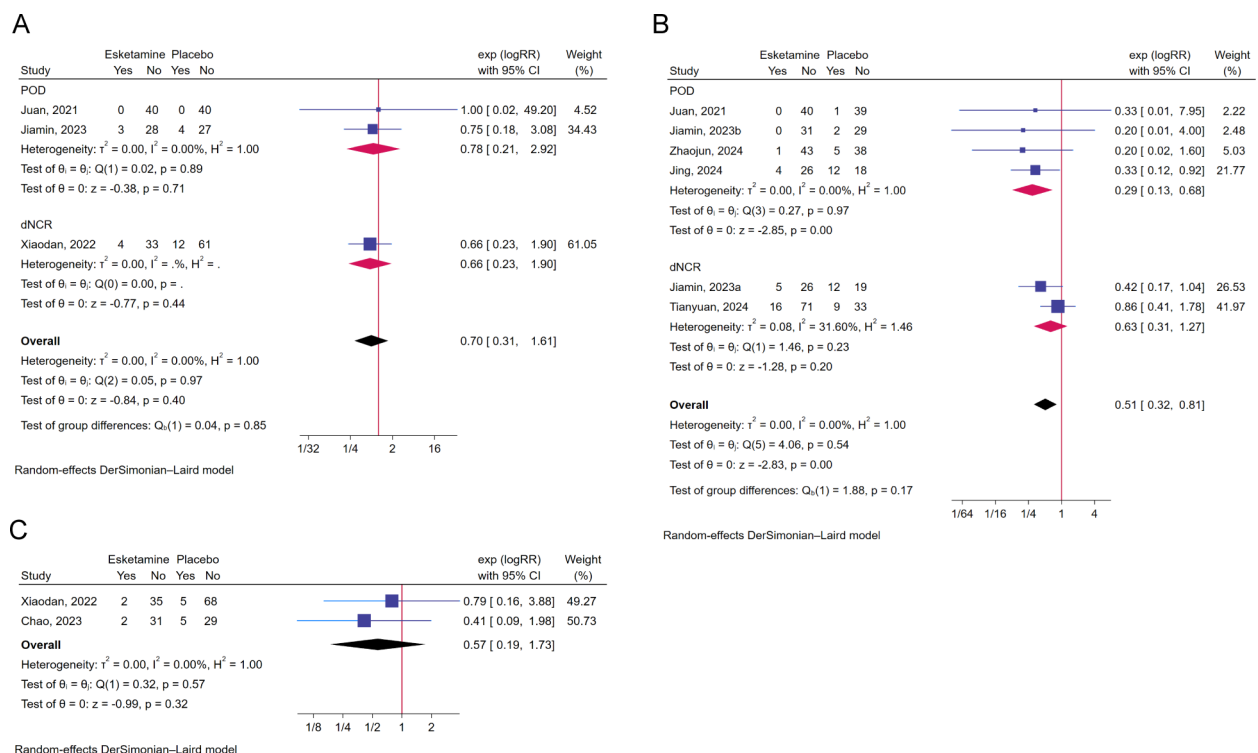 A
Esketamine Placebo exp (logRR) Weight
Study Yes No Yes No with 95% CI (%)
POD
Juan, 2021 0 40 0 40 1.00 [ 0.02, 49.20] 4.52
Jiamin, 2023 3 28 4 27 0.75 [ 0.18, 3.08] 34.43
Heterogeneity: τ² = 0.00, I² = 0.00%, H² = 1.00 0.78 [ 0.21, 2.92]
Test of θᵢ = θⱼ: Q(1) = 0.02, p = 0.89
Test of θ = 0: z = -0.38, p = 0.71
dNCR
Xiaodan, 2022 4 33 12 61 0.66 [ 0.23, 1.90] 61.05
Heterogeneity: τ² = 0.00, I² = .%, H² = . 0.66 [ 0.23, 1.90]
Test of θᵢ = θⱼ: Q(0) = 0.00, p = .
Test of θ = 0: z = -0.77, p = 0.44
Overall 0.70 [ 0.31, 1.61]
Heterogeneity: τ² = 0.00, I² = 0.00%, H² = 1.00
Test of θᵢ = θⱼ: Q(2) = 0.05, p = 0.97
Test of θ = 0: z = -0.84, p = 0.40
Test of group differences: Q_b(1) = 0.04, p = 0.85
1/32 1/4 2 16
Random-effects DerSimonian–Laird model
B
Esketamine Placebo exp (logRR) Weight
Study Yes No Yes No with 95% CI (%)
POD
Juan, 2021 0 40 1 39 0.33 [ 0.01, 7.95] 2.22
Jiamin, 2023b 0 31 2 29 0.20 [ 0.01, 4.00] 2.48
Zhaojun, 2024 1 43 5 38 0.20 [ 0.02, 1.60] 5.03
Jing, 2024 4 26 12 18 0.33 [ 0.12, 0.92] 21.77
Heterogeneity: τ² = 0.00, I² = 0.00%, H² = 1.00 0.29 [ 0.13, 0.68]
Test of θᵢ = θⱼ: Q(3) = 0.27, p = 0.97
Test of θ = 0: z = -2.85, p = 0.00
dNCR
Jiamin, 2023a 5 26 12 19 0.42 [ 0.17, 1.04] 26.53
Tianyuan, 2024 16 71 9 33 0.86 [ 0.41, 1.78] 41.97
Heterogeneity: τ² = 0.08, I² = 31.60%, H² = 1.46 0.63 [ 0.31, 1.27]
Test of θᵢ = θⱼ: Q(1) = 1.46, p = 0.23
Test of θ = 0: z = -1.28, p = 0.20
Overall 0.51 [ 0.32, 0.81]
Heterogeneity: τ² = 0.00, I² = 0.00%, H² = 1.00
Test of θᵢ = θⱼ: Q(5) = 4.06, p = 0.54
Test of θ = 0: z = -2.83, p = 0.00
Test of group differences: Q_b(1) = 1.88, p = 0.17
1/64 1/16 1/4 1 4
Random-effects DerSimonian–Laird model
C
Esketamine Placebo exp (logRR) Weight
Study Yes No Yes No with 95% CI (%)
Xiaodan, 2022 2 35 5 68 0.79 [ 0.16, 3.88] 49.27
Chao, 2023 2 31 5 29 0.41 [ 0.09, 1.98] 50.73
Overall 0.57 [ 0.19, 1.73]
Heterogeneity: τ² = 0.00, I² = 0.00%, H² = 1.00
Test of θᵢ = θⱼ: Q(1) = 0.32, p = 0.57
Test of θ = 0: z = -0.99, p = 0.32
1/8 1/4 1/2 1 2
Random-effects DerSimonian–Laird model